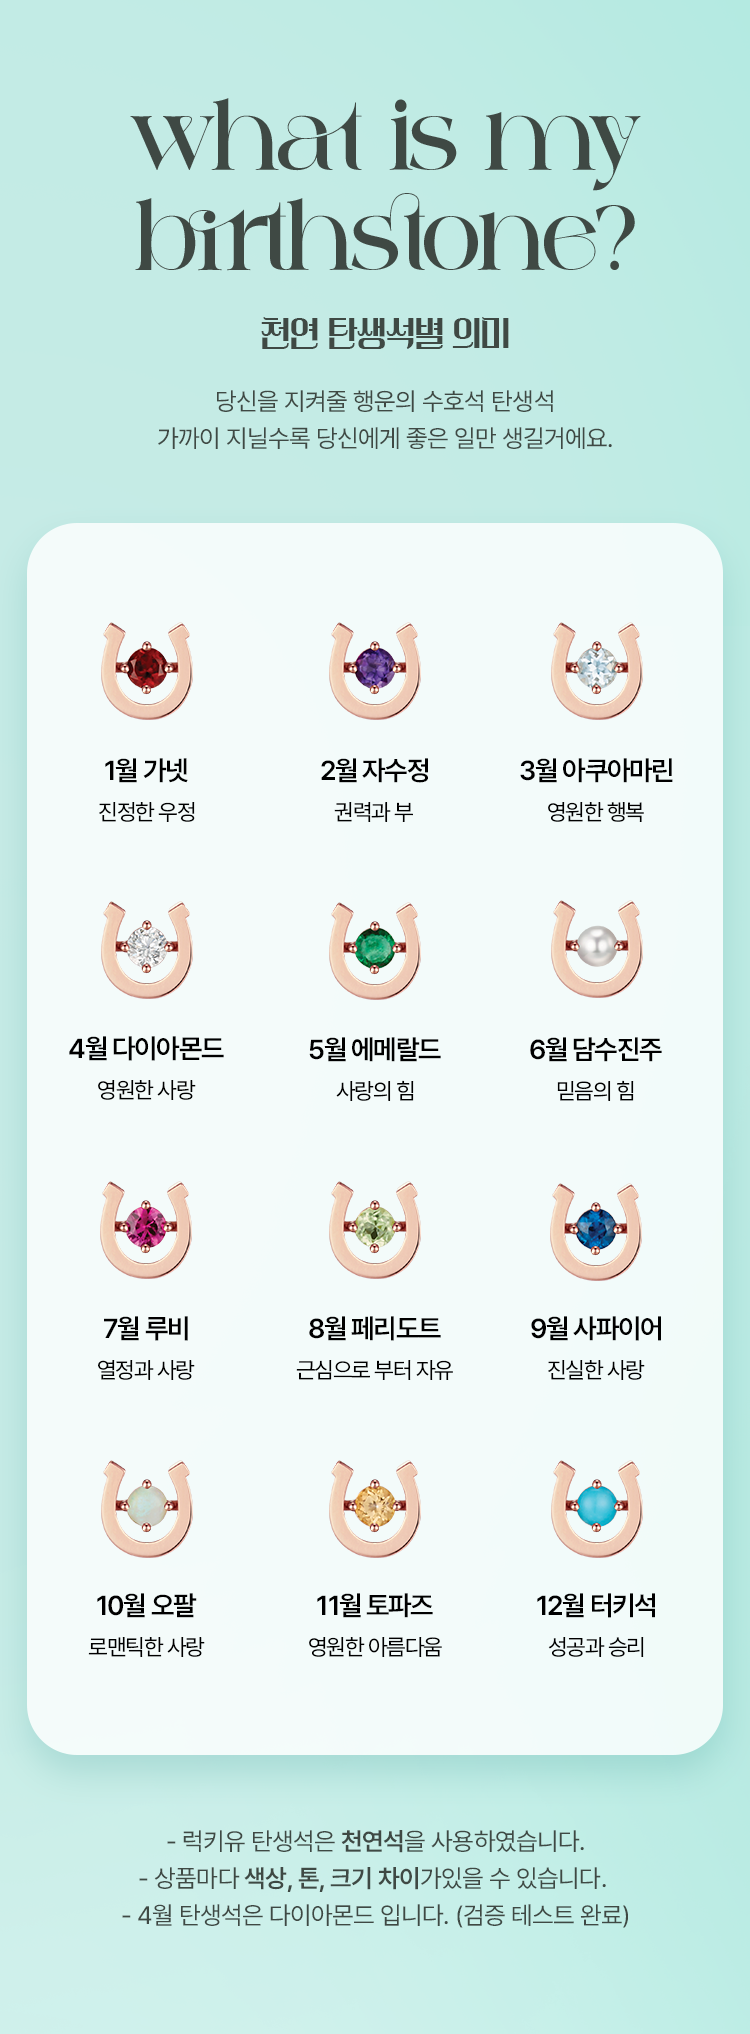 what is my
birthstone?
천연 탄생석별 의미
당신을 지켜줄 행운의 수호석 탄생석
가까이 지닐수록 당신에게 좋은 일만 생길거에요.
1월 가넷
진정한 우정
2월 자수정
권력과 부
3월 아쿠아마린
영원한 행복
4월 다이아몬드
영원한 사랑
5월 에메랄드
사랑의 힘
6월 담수진주
믿음의 힘
7월 루비
열정과 사랑
8월 페리도트
근심으로 부터 자유
9월 사파이어
진실한 사랑
10월 오팔
로맨틱한 사랑
11월 토파즈
영원한 아름다움
12월 터키석
성공과 승리
- 럭키유 탄생석은 천연석을 사용하였습니다.
- 상품마다 색상, 톤, 크기 차이가있을 수 있습니다.
- 4월 탄생석은 다이아몬드 입니다. (검증 테스트 완료)